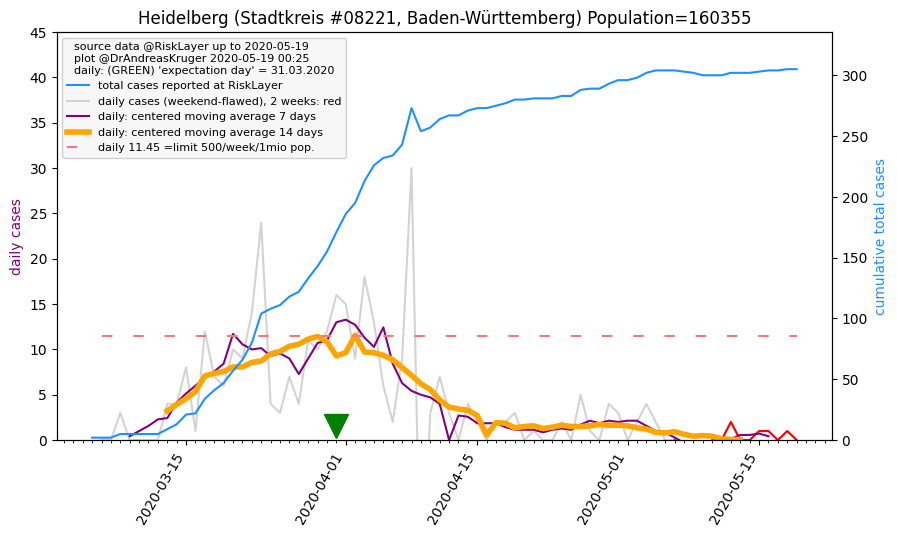 Heidelberg (Stadtkreis #08221, Baden-Württemberg) Population=160355
source data @RiskLayer up to 2020-05-19
plot @DrAndreasKruger 2020-05-19 00:25
daily: (GREEN) 'expectation day' = 31.03.2020
total cases reported at RiskLayer
daily cases (weekend-flawed), 2 weeks: red
daily: centered moving average 7 days
daily: centered moving average 14 days
daily 11.45 =limit 500/week/1mio pop.
daily cases
45
40
35
30
25
20
15
10
5
0
300
250
200
150
100
50
0
cumulative total cases
2020-03-15
2020-04-01
2020-04-15
2020-05-01
2020-05-15